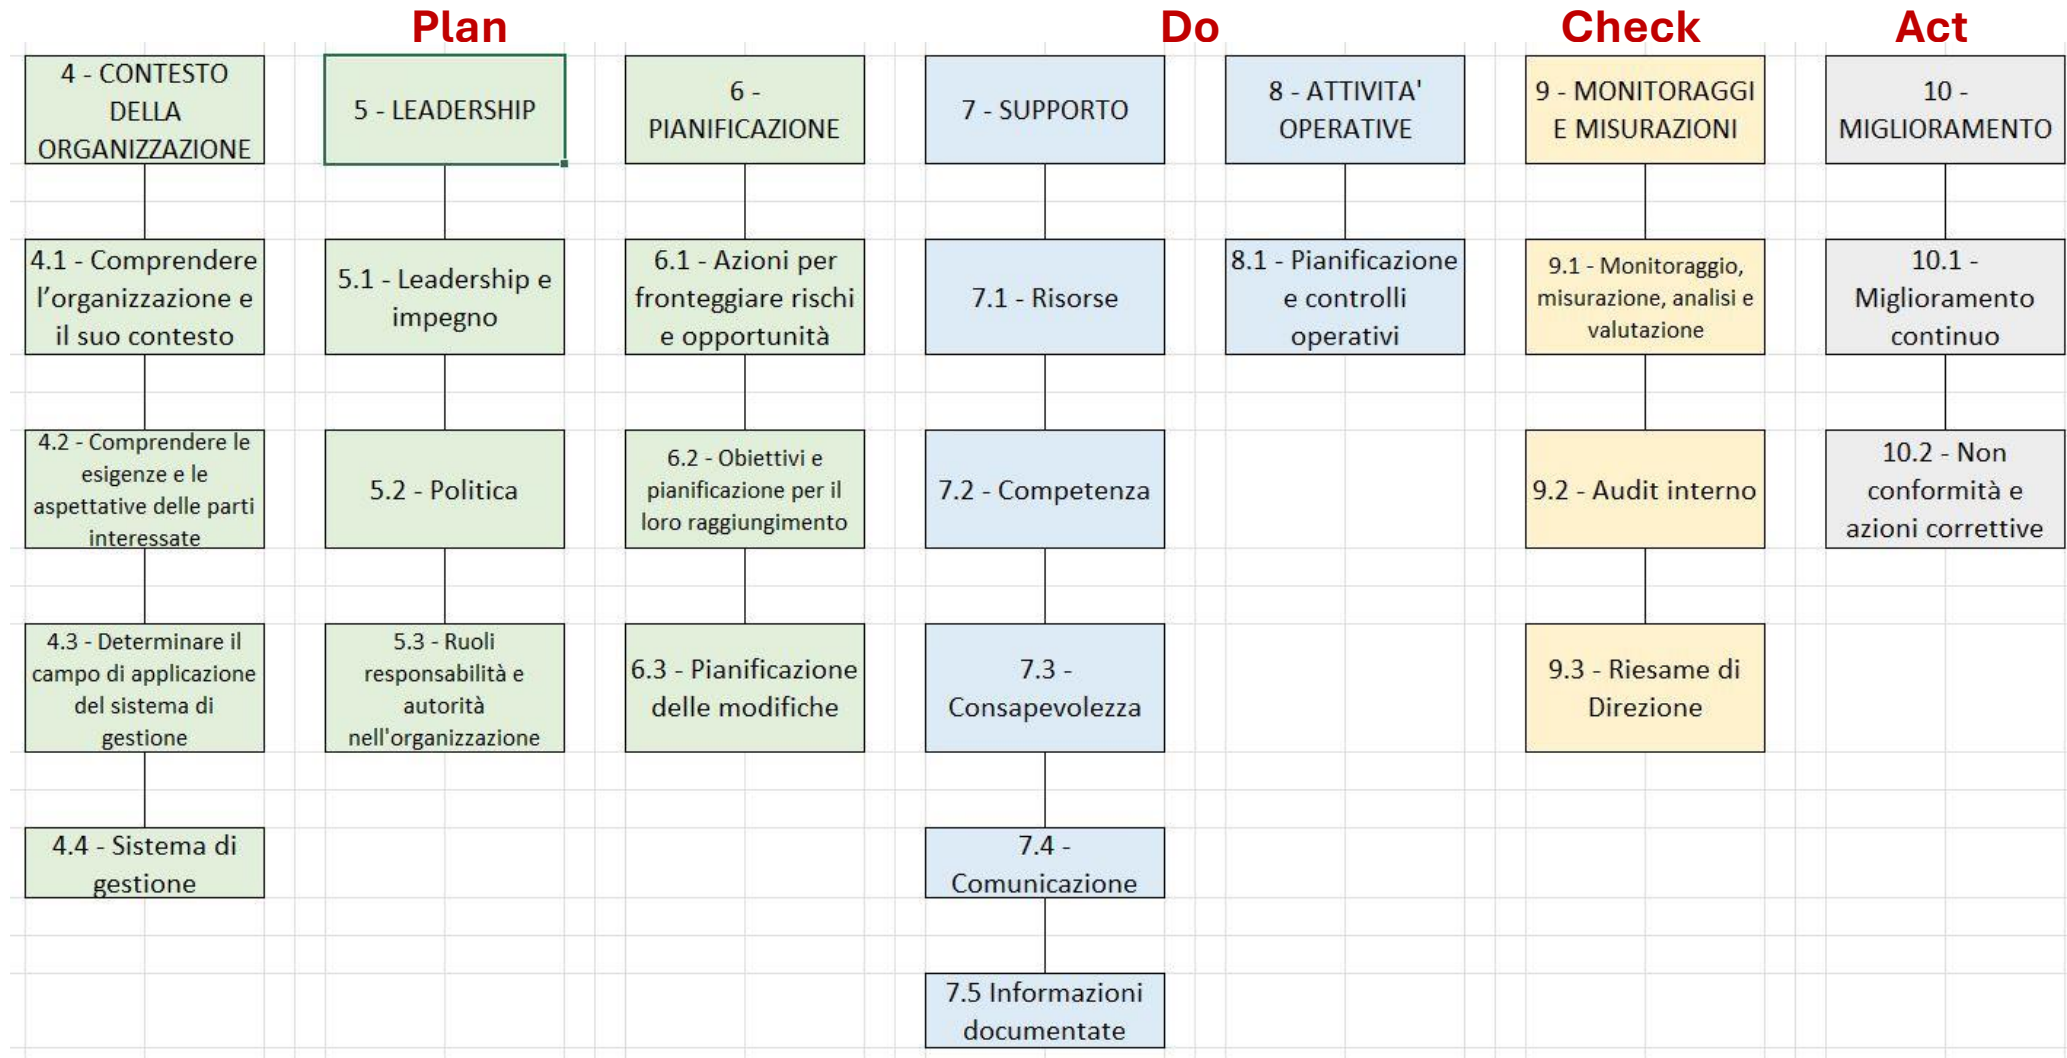 Plan
Do
Check
Act
4 - CONTESTO
DELLA
ORGANIZZAZIONE
5 - LEADERSHIP
6 -
PIANIFICAZIONE
7 - SUPPORTO
8 - ATTIVITA'
OPERATIVE
9 - MONITORAGGI
E MISURAZIONI
10 -
MIGLIORAMENTO
4.1 - Comprendere
l’organizzazione e
il suo contesto
5.1 - Leadership e
impegno
6.1 - Azioni per
fronteggiare rischi
e opportunità
7.1 - Risorse
8.1 - Pianificazione
e controlli
operativi
9.1 - Monitoraggio,
misurazione, analisi e
valutazione
10.1 -
Miglioramento
continuo
4.2 - Comprendere le
esigenze e le
aspettative delle parti
interessate
5.2 - Politica
6.2 - Obiettivi e
pianificazione per il
loro raggiungimento
7.2 - Competenza
9.2 - Audit interno
10.2 - Non
conformità e
azioni correttive
4.3 - Determinare il
campo di applicazione
del sistema di
gestione
5.3 - Ruoli
responsabilità e
autorità
nell'organizzazione
6.3 - Pianificazione
delle modifiche
7.3 -
Consapevolezza
9.3 - Riesame di
Direzione
4.4 - Sistema di
gestione
7.4 -
Comunicazione
7.5 Informazioni
documentate